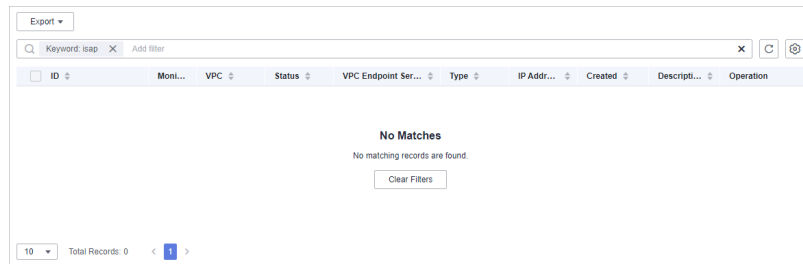 Export
Keyword: isap Add filter
ID Moni... VPC Status VPC Endpoint Ser... Type IP Addr... Created Descripti... Operation
No Matches
No matching records are found.
Clear Filters
10 Total Records: 0 1